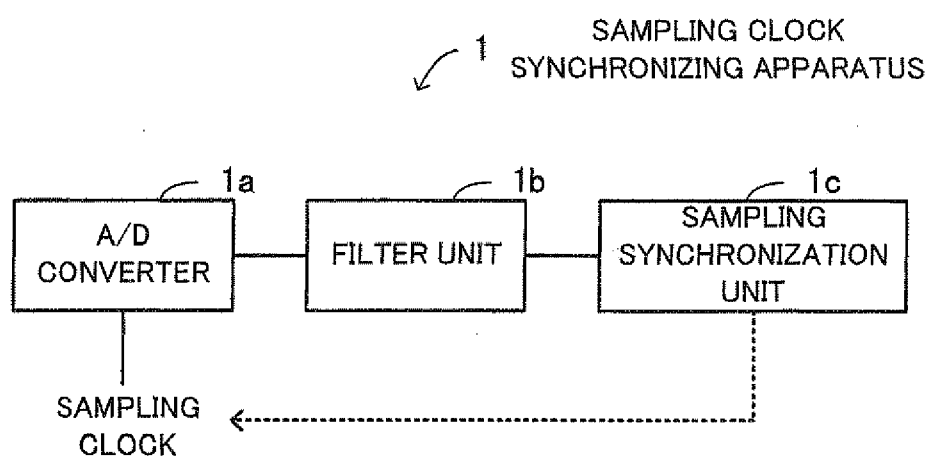 1
SAMPLING CLOCK
SYNCHRONIZING APPARATUS
1a
A/D
CONVERTER
1b
FILTER UNIT
1c
SAMPLING
SYNCHRONIZATION
UNIT
SAMPLING
CLOCK